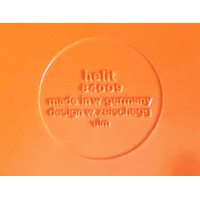 helit
84009
made in w. germany
design w. zeischegg
ulm